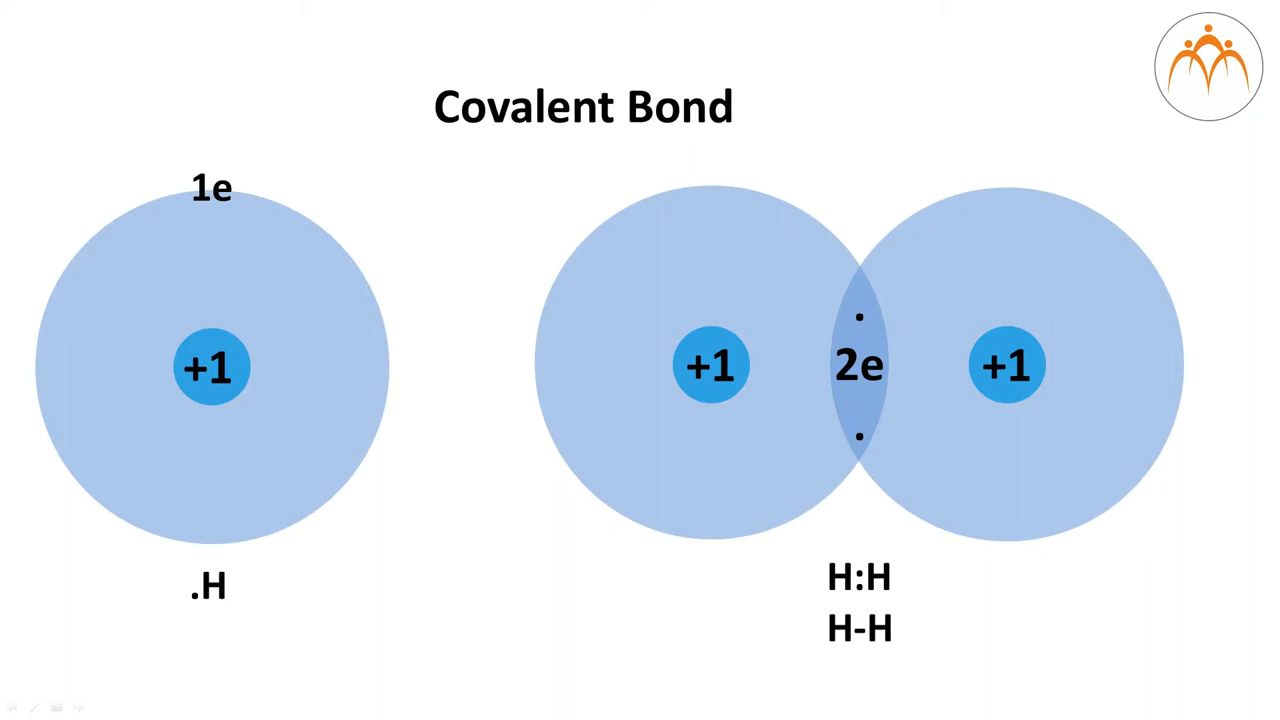 Covalent Bond
1e
+1
.H
+1
.
2e
.
+1
H:H
H-H